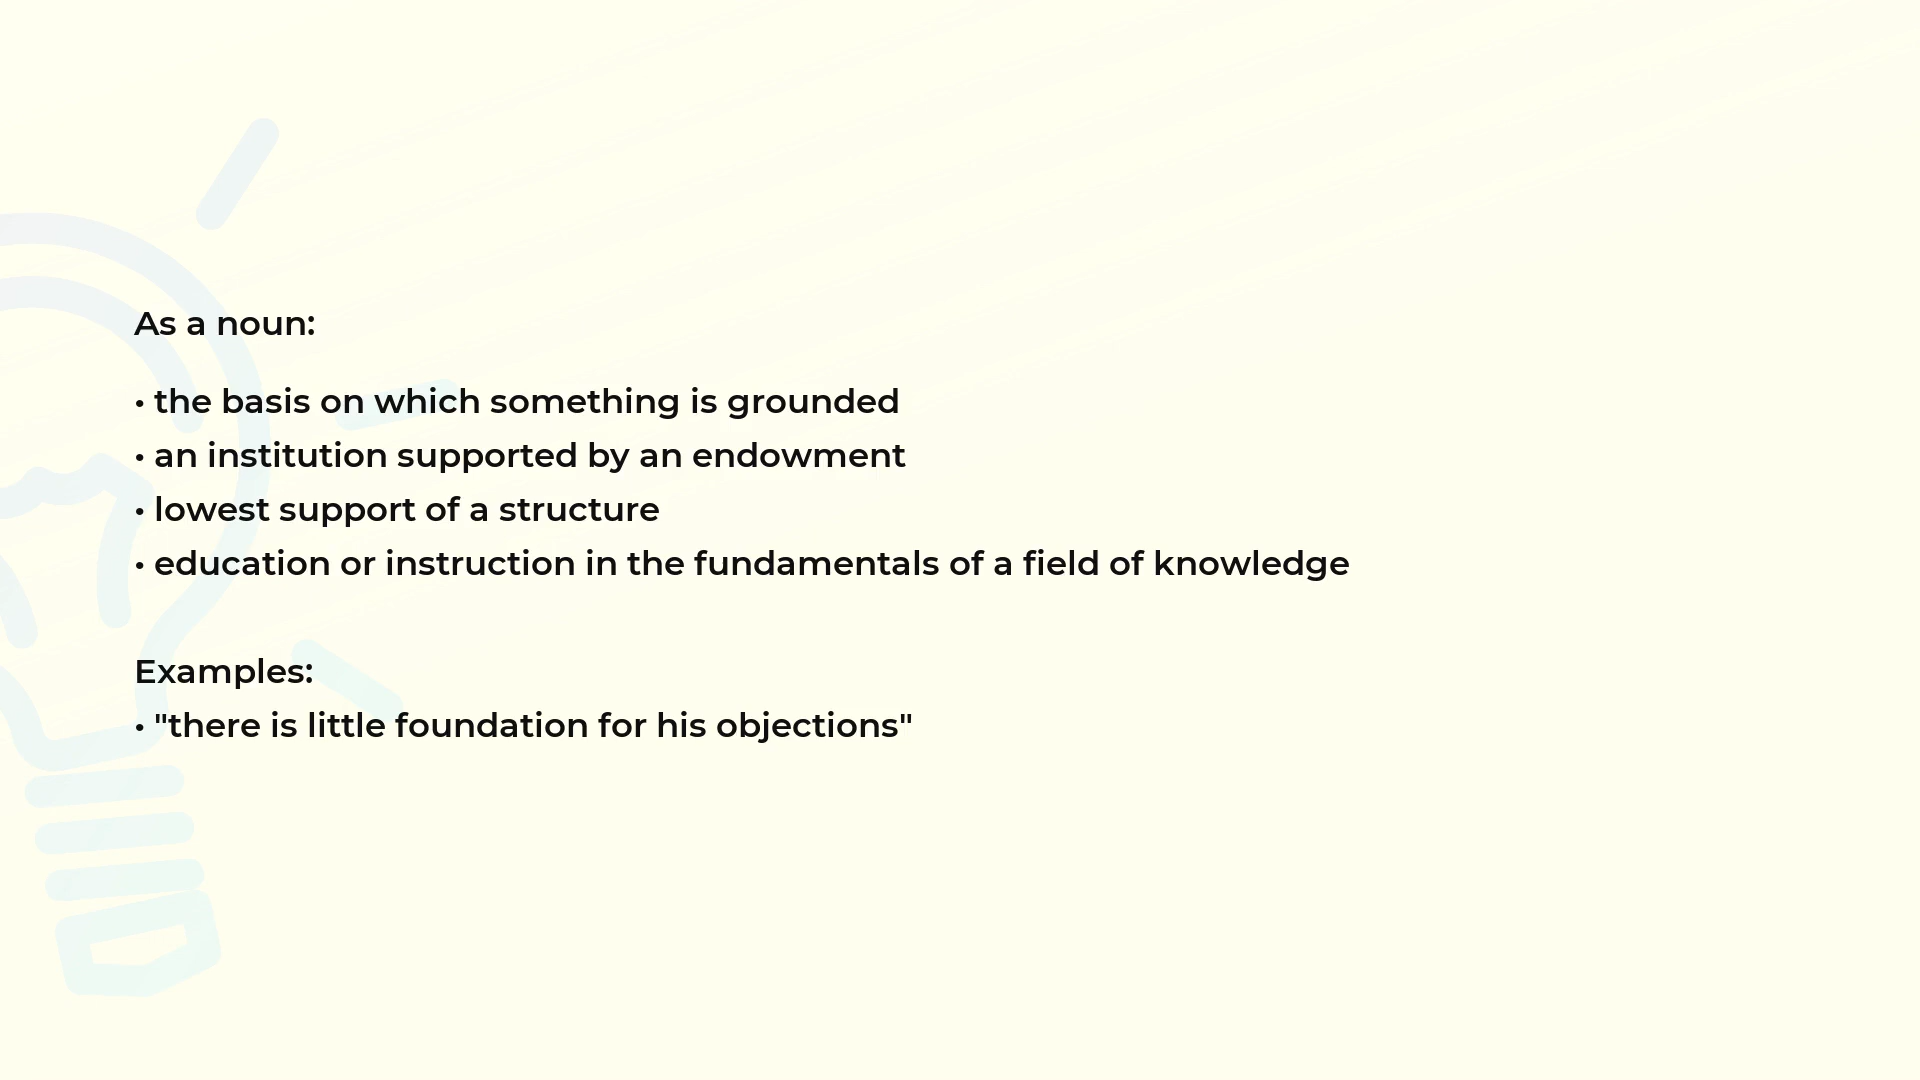 As a noun:
• the basis on which something is grounded
• an institution supported by an endowment
• lowest support of a structure
• education or instruction in the fundamentals of a field of knowledge
Examples:
• "there is little foundation for his objections"